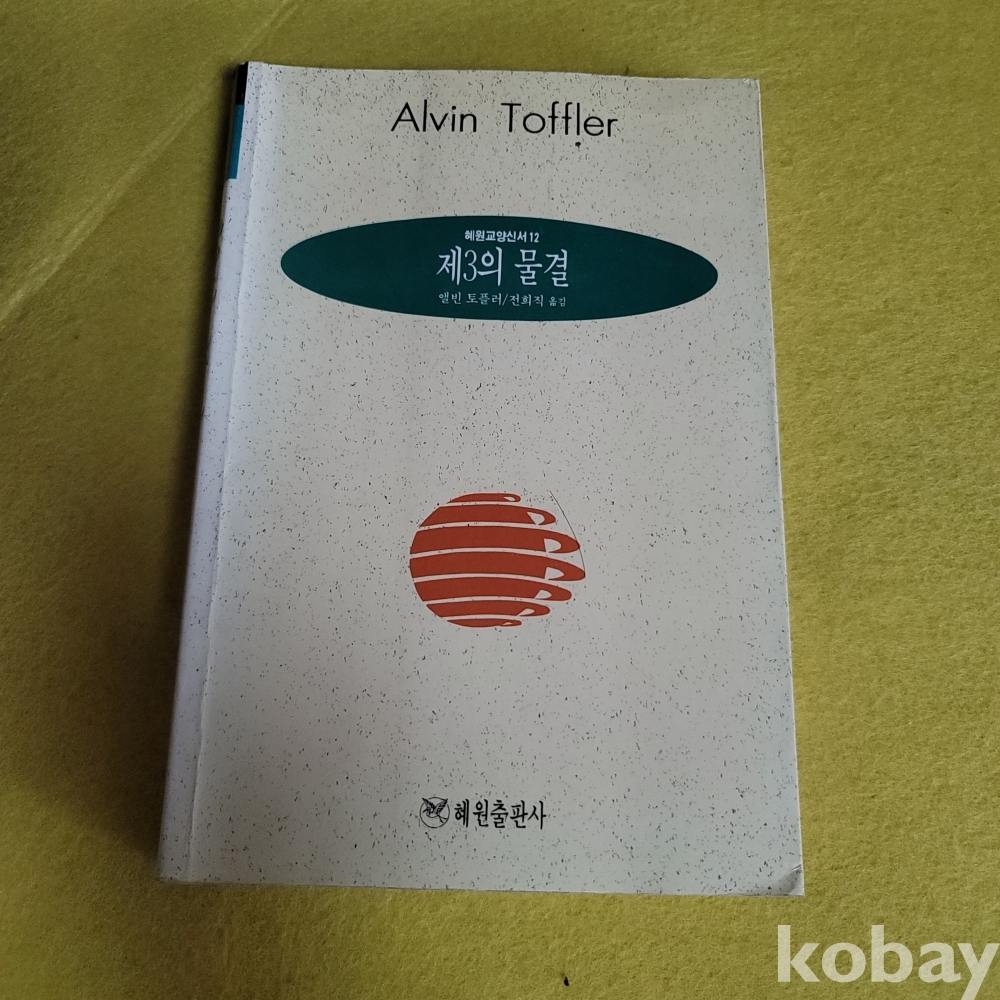 Alvin Toffler
혜원교양신서 12
제3의 물결
앨빈 토플러/전희직 옮김
혜원출판사
kobay